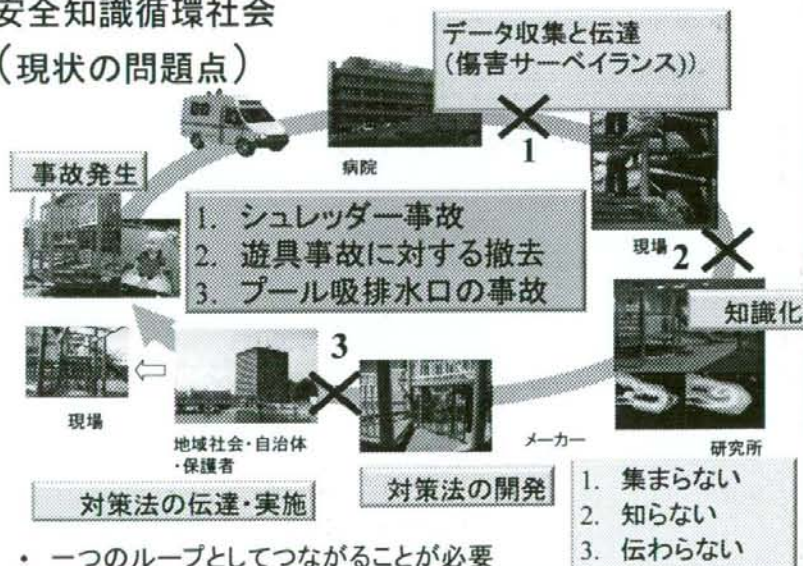 安全知識循環社会
（現状の問題点）
データ収集と伝達
（傷害サーベイランス））
病院
1
事故発生
1. シュレッダー事故
2. 遊具事故に対する撤去
3. プール吸排水口の事故
現場
2
知識化
3
現場
地域社会・自治体
・保護者
メーカー
研究所
対策法の伝達・実施
対策法の開発
1. 集まらない
2. 知らない
3. 伝わらない
・ 一つのループとしてつながることが必要